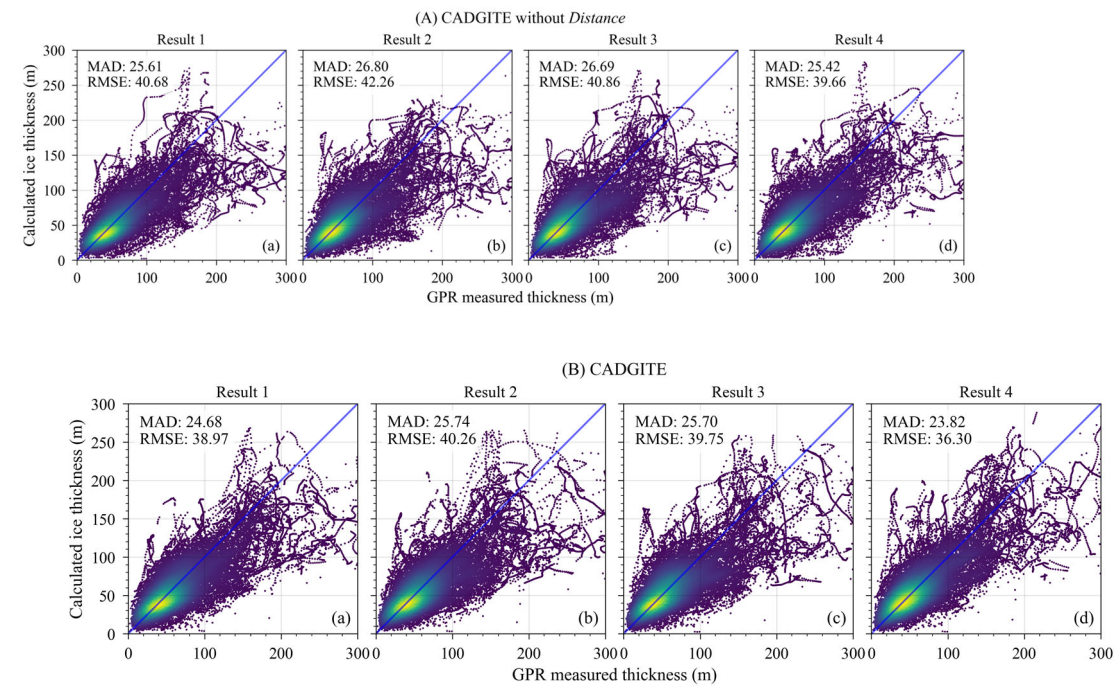 (A) CADGITE without Distance
Result 1
Result 2
Result 3
Result 4
Calculated ice thickness (m)
300
250
200
150
100
50
0
MAD: 25.61
RMSE: 40.68
(a)
MAD: 26.80
RMSE: 42.26
(b)
MAD: 26.69
RMSE: 40.86
(c)
MAD: 25.42
RMSE: 39.66
(d)
0 100 200 300 0 100 200 300 0 100 200 300 0 100 200 300
GPR measured thickness (m)
(B) CADGITE
Result 1
Result 2
Result 3
Result 4
Calculated ice thickness (m)
300
250
200
150
100
50
0
MAD: 24.68
RMSE: 38.97
(a)
MAD: 25.74
RMSE: 40.26
(b)
MAD: 25.70
RMSE: 39.75
(c)
MAD: 23.82
RMSE: 36.30
(d)
0 100 200 300 0 100 200 300 0 100 200 300 0 100 200 300
GPR measured thickness (m)